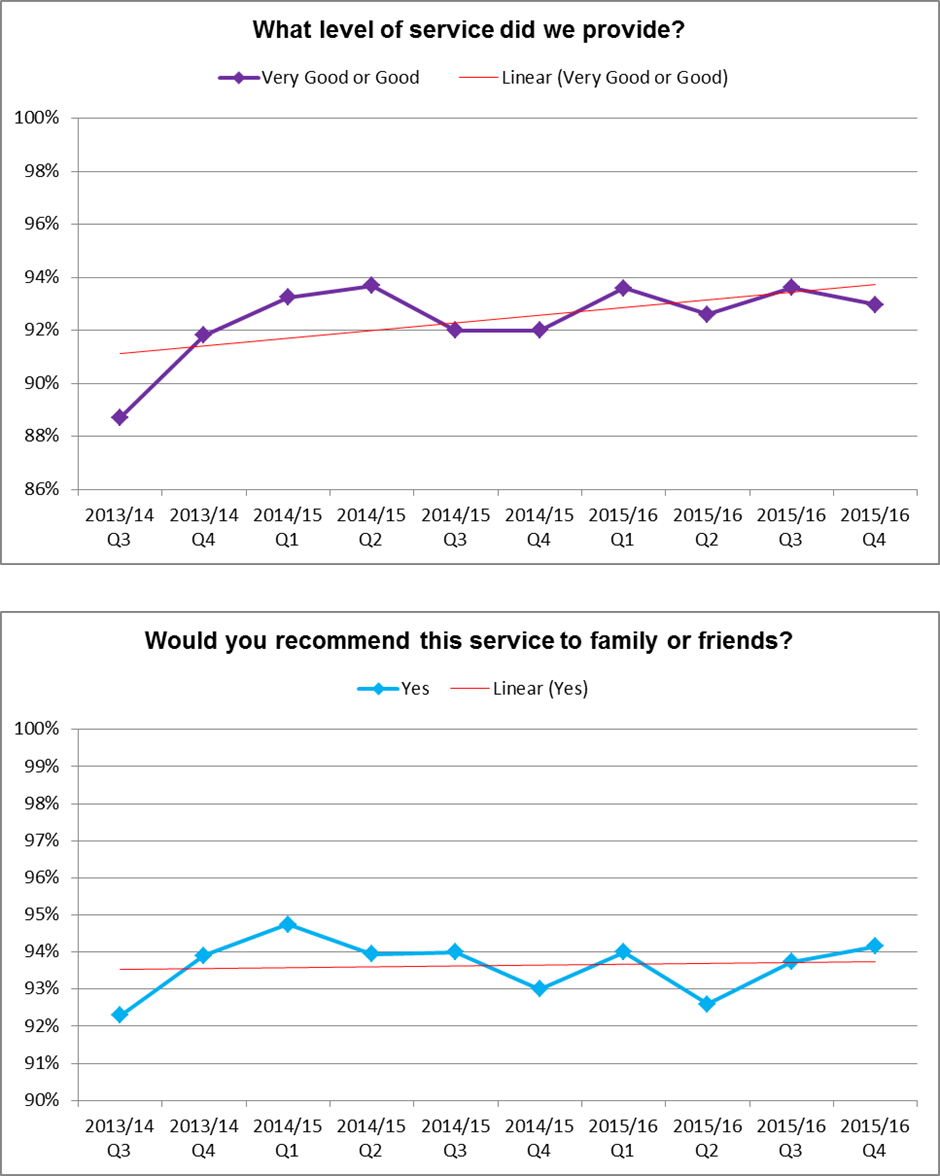 What level of service did we provide?
Very Good or Good Linear (Very Good or Good)
100%
98%
96%
94%
92%
90%
88%
86%
2013/14 2013/14 2014/15 2014/15 2014/15 2014/15 2015/16 2015/16 2015/16 2015/16
Q3 Q4 Q1 Q2 Q3 Q4 Q1 Q2 Q3 Q4
Would you recommend this service to family or friends?
Yes Linear (Yes)
100%
99%
98%
97%
96%
95%
94%
93%
92%
91%
90%
2013/14 2013/14 2014/15 2014/15 2014/15 2014/15 2015/16 2015/16 2015/16 2015/16
Q3 Q4 Q1 Q2 Q3 Q4 Q1 Q2 Q3 Q4